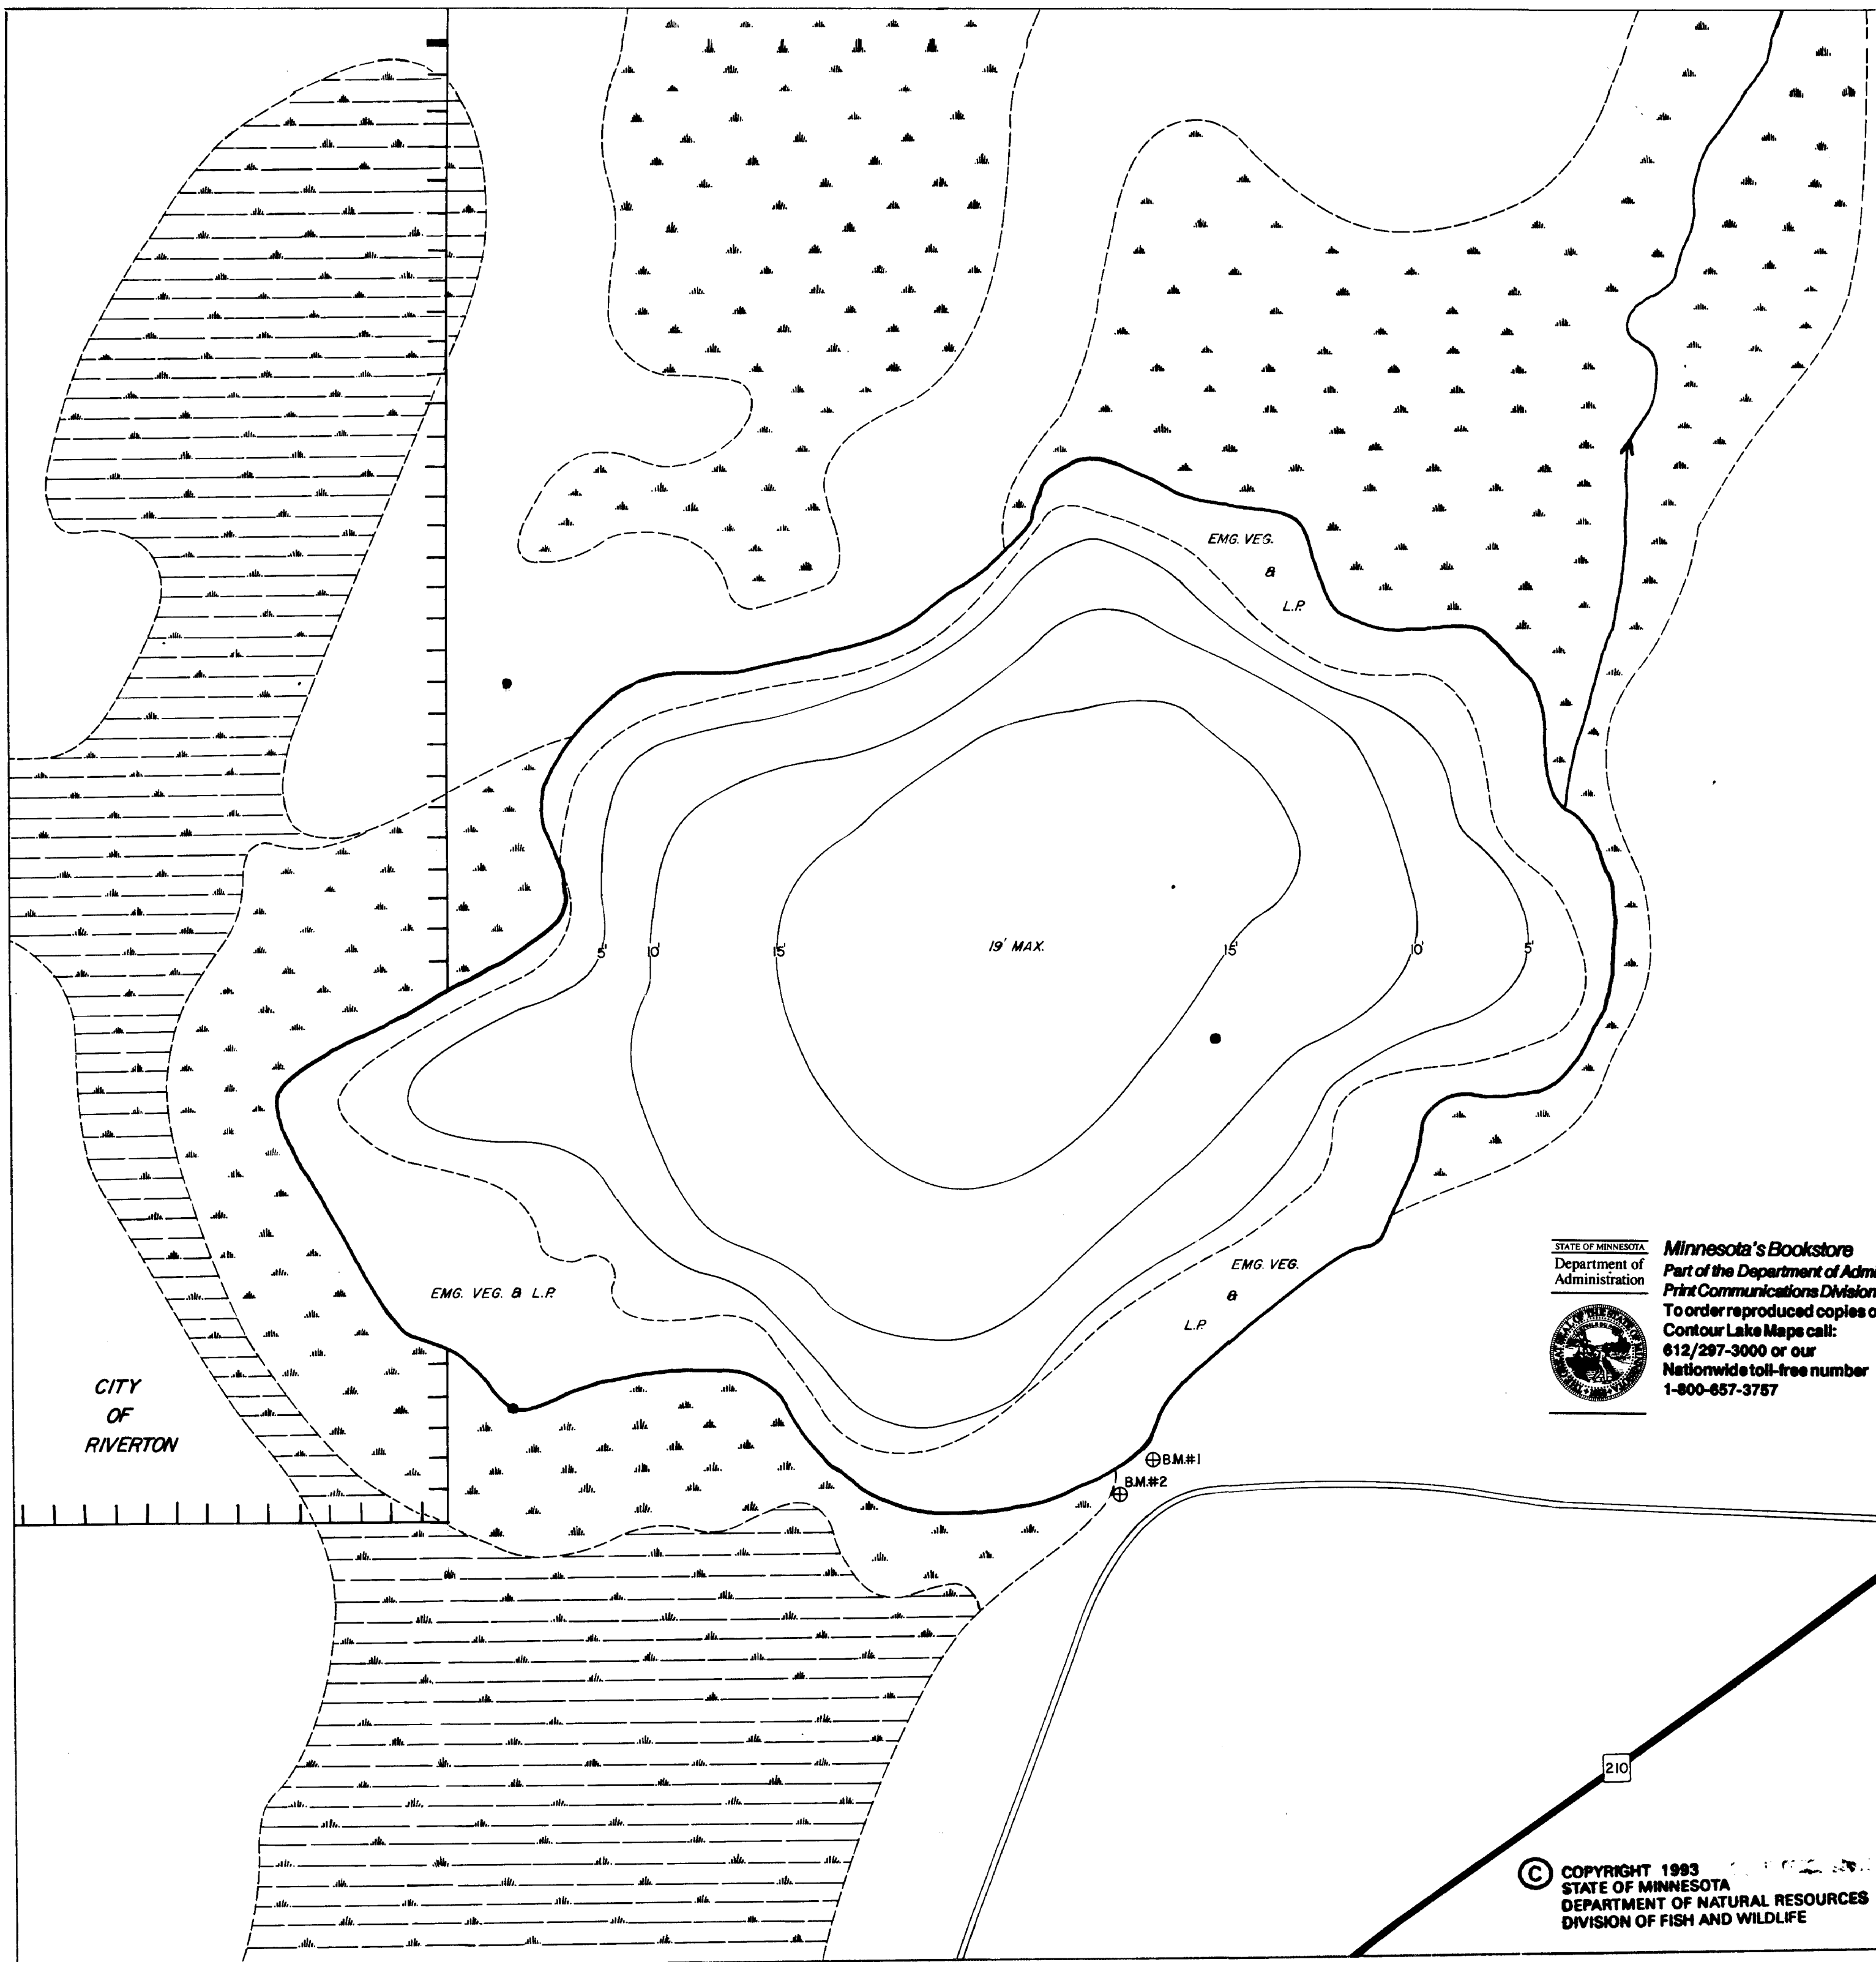 EMG. VEG.
&
L.P.
5'
10'
15'
19' MAX.
15'
10'
5'
EMG. VEG. & L.P.
EMG. VEG.
&
L.P.
CITY
OF
RIVERTON
B.M.#1
B.M.#2
STATE OF MINNESOTA
Department of
Administration
Minnesota's Bookstore
Part of the Department of Admi
Print Communications Division
To order reproduced copies o
Contour Lake Maps call:
612/297-3000 or our
Nationwide toll-free number
1-800-657-3757
210
© COPYRIGHT 1993
STATE OF MINNESOTA
DEPARTMENT OF NATURAL RESOURCES
DIVISION OF FISH AND WILDLIFE